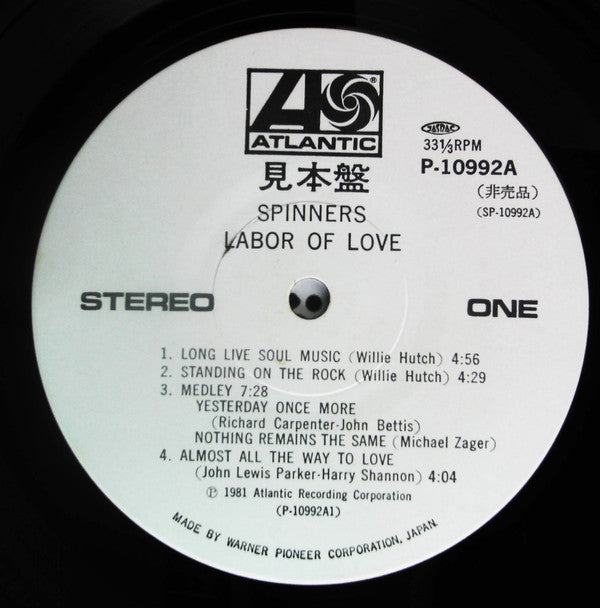 ATLANTIC
®
JASRAC
33⅓RPM
P-10992A
見本盤
(非売品)
(SP-10992A)
SPINNERS
LABOR OF LOVE
STEREO
ONE
1. LONG LIVE SOUL MUSIC (Willie Hutch) 4:56
2. STANDING ON THE ROCK (Willie Hutch) 4:29
3. MEDLEY 7:28
YESTERDAY ONCE MORE
(Richard Carpenter-John Bettis)
NOTHING REMAINS THE SAME (Michael Zager)
4. ALMOST ALL THE WAY TO LOVE
(John Lewis Parker-Harry Shannon) 4:04
℗ 1981 Atlantic Recording Corporation
(P-10992A1)
MADE BY WARNER PIONEER CORPORATION, JAPAN.